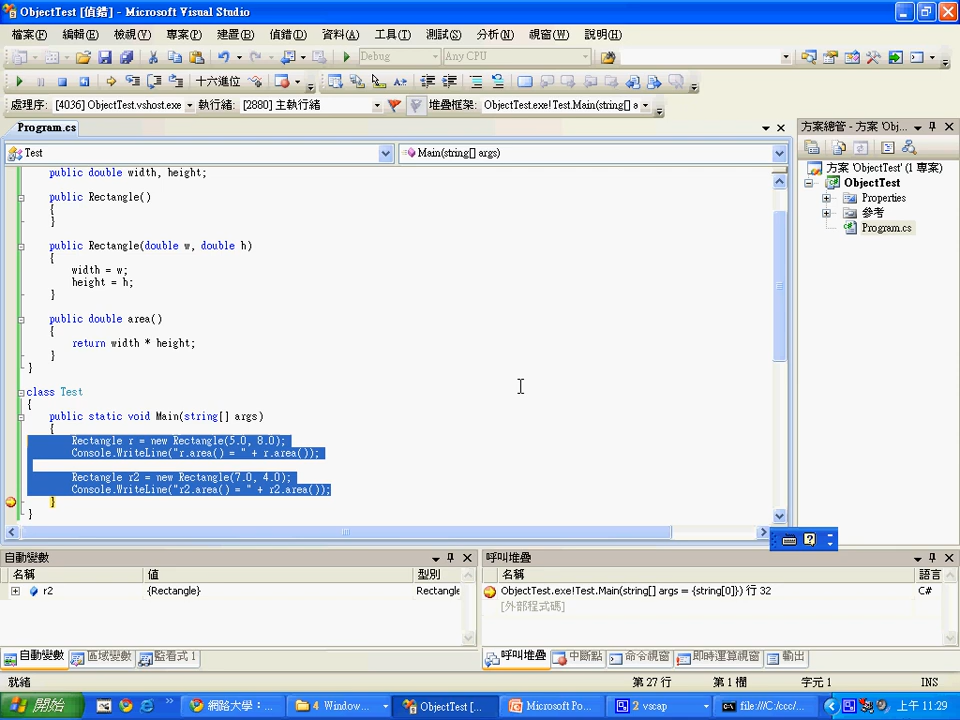 ObjectTest [偵錯] - Microsoft Visual Studio
檔案(F) 編輯(E) 檢視(V) 專案(P) 建置(B) 偵錯(D) 資料(A) 工具(T) 測試(S) 分析(N) 視窗(W) 說明(H)
Debug Any CPU
十六進位
處理序: [4036] ObjectTest.vshost.exe 執行緒: [2880] 主執行緒 堆疊框架: ObjectTest.exe!Test.Main(string[] a
Program.cs
Test Main(string[] args)
public double width, height;
public Rectangle()
{
}
public Rectangle(double w, double h)
{
width = w;
height = h;
}
public double area()
{
return width * height;
}
}
class Test
{
public static void Main(string[] args)
{
Rectangle r = new Rectangle(5.0, 8.0);
Console.WriteLine("r.area() = " + r.area());
Rectangle r2 = new Rectangle(7.0, 4.0);
Console.WriteLine("r2.area() = " + r2.area());
}
}
方案總管 - 方案 'Obj...
方案 'ObjectTest' (1 專案)
ObjectTest
Properties
參考
Program.cs
自動變數
名稱 值 型別
r2 {Rectangle} Rectangle
自動變數 區域變數 監看式 1
呼叫堆疊
名稱 語言
ObjectTest.exe!Test.Main(string[] args = {string[0]}) 行 32 C#
[外部程式碼]
呼叫堆疊 中斷點 命令視窗 即時運算視窗 輸出
就緒 第 27 行 第 1 欄 字元 1 INS
開始 網路大學：... 4 Window... ObjectTest [... Microsoft Po... 2 vscap file:///C:/ccc/... 上午 11:29